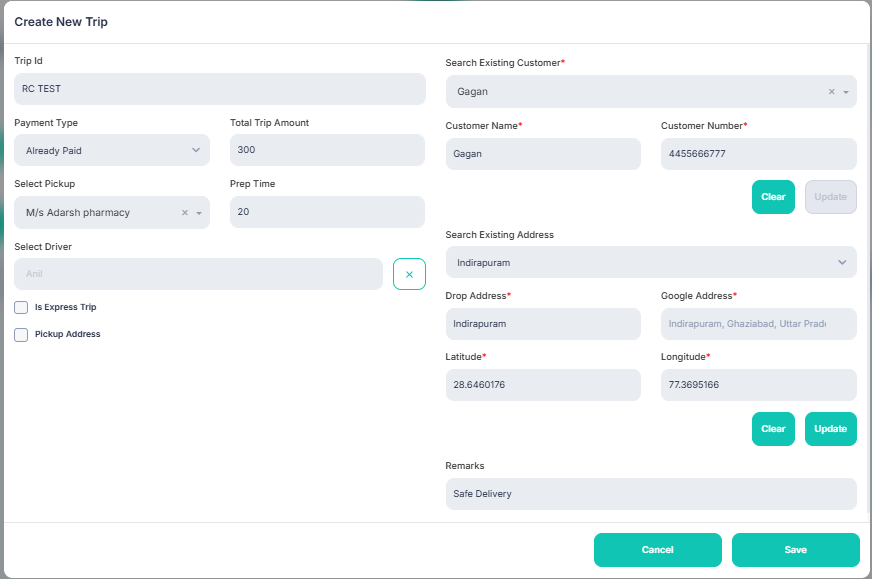 Create New Trip
Trip Id
RC TEST
Payment Type
Total Trip Amount
Already Paid
300
Select Pickup
Prep Time
M/s Adarsh pharmacy
20
Select Driver
Anil
Is Express Trip
Pickup Address
Search Existing Customer*
Gagan
Customer Name*
Customer Number*
Gagan
4455666777
Clear
Update
Search Existing Address
Indirapuram
Drop Address*
Google Address*
Indirapuram
Indirapuram, Ghaziabad, Uttar Prade
Latitude*
Longitude*
28.6460176
77.3695166
Clear
Update
Remarks
Safe Delivery
Cancel
Save